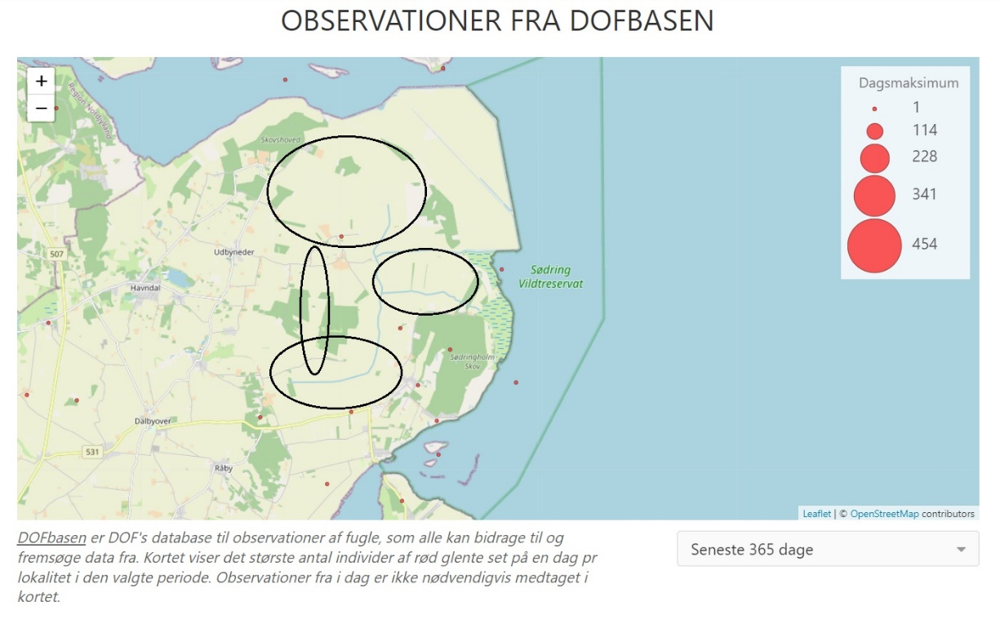 OBSERVATIONER FRA DOFBASEN
+
−
Region Nordjylland
Skovshoved
Dagsmaksimum
1
114
228
341
454
507
Udbyneder
Havndal
Sødring
Vildtreservat
Sødringholm
Skov
Dalbyover
531
Råby
Leaflet | © OpenStreetMap contributors
DOFbasen er DOF's database til observationer af fugle, som alle kan bidrage til og
fremsøge data fra. Kortet viser det største antal individer af rød glente set på en dag pr
lokalitet i den valgte periode. Observationer fra i dag er ikke nødvendigvis medtaget i
kortet.
Seneste 365 dage